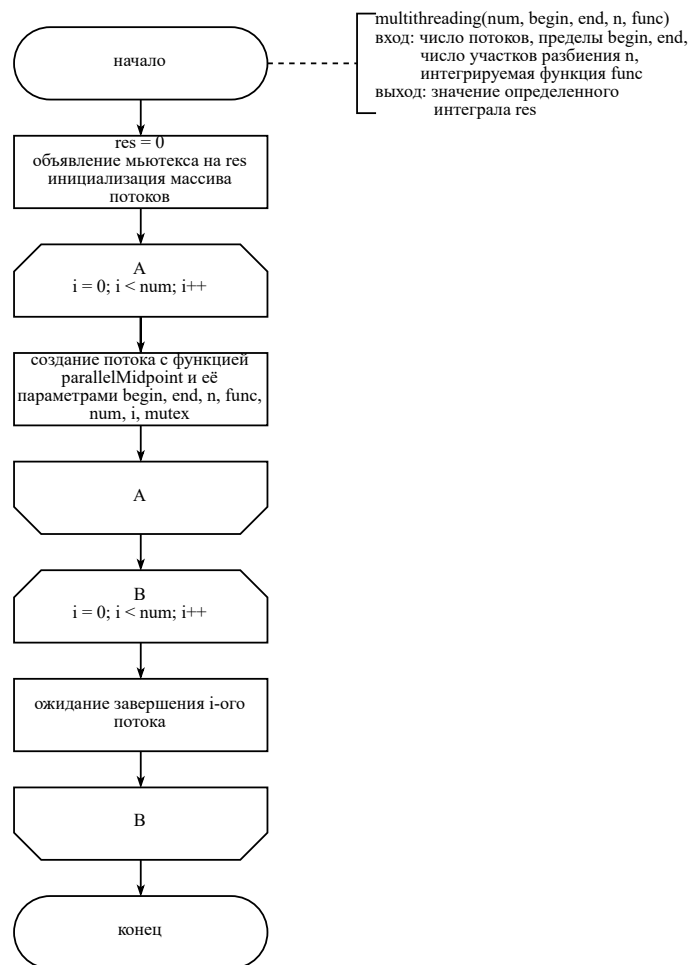 multithreading(num, begin, end, n, func)
вход: число потоков, пределы begin, end,
число участков разбиения n,
интегрируемая функция func
выход: значение определенного
интеграла res
начало
res = 0
объявление мьютекса на res
инициализация массива
потоков
A
i = 0; i < num; i++
создание потока с функцией
parallelMidpoint и её
параметрами begin, end, n, func,
num, i, mutex
A
B
i = 0; i < num; i++
ожидание завершения i-ого
потока
B
конец